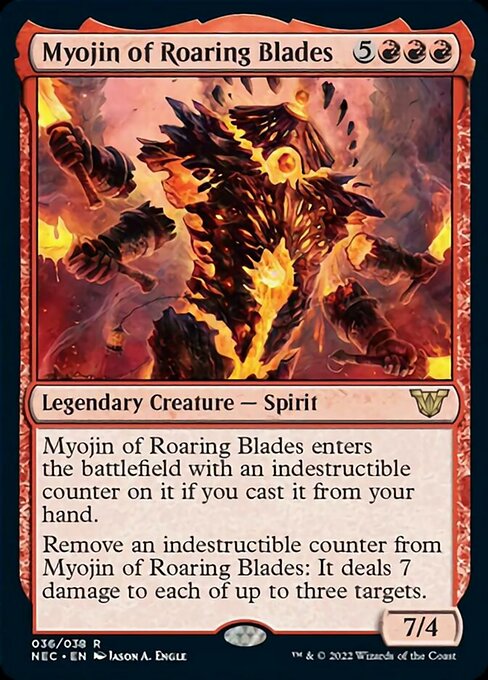 Myojin of Roaring Blades 5
Legendary Creature — Spirit
Myojin of Roaring Blades enters
the battlefield with an indestructible
counter on it if you cast it from your
hand.
Remove an indestructible counter from
Myojin of Roaring Blades: It deals 7
damage to each of up to three targets.
7/4
036/038 R
NEC • EN Jason A. Engle
™ & © 2022 Wizards of the Coast